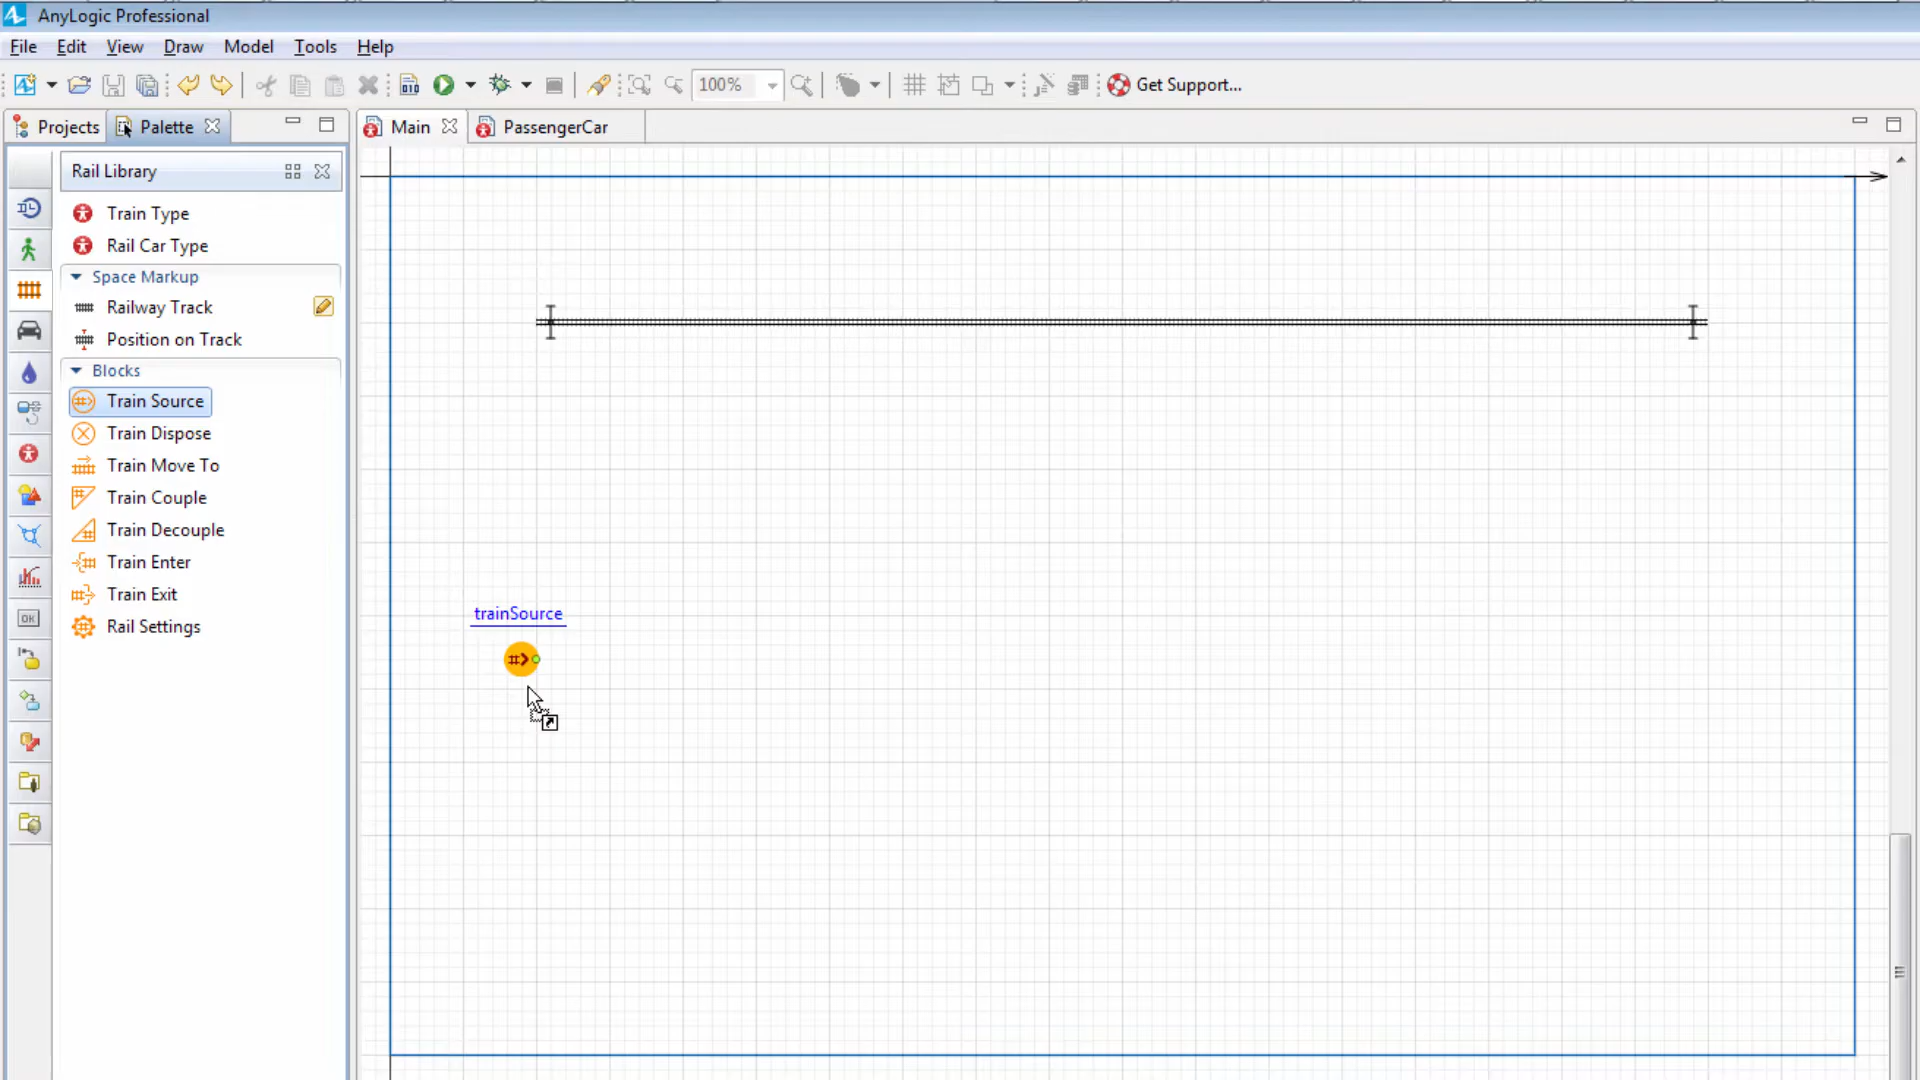 AnyLogic Professional
File Edit View Draw Model Tools Help
010 100% Get Support...
Projects Palette Main PassengerCar
Rail Library
Train Type
Rail Car Type
Space Markup
Railway Track
Position on Track
Blocks
Train Source
Train Dispose
Train Move To
Train Couple
Train Decouple
Train Enter
Train Exit
Rail Settings
OK
trainSource